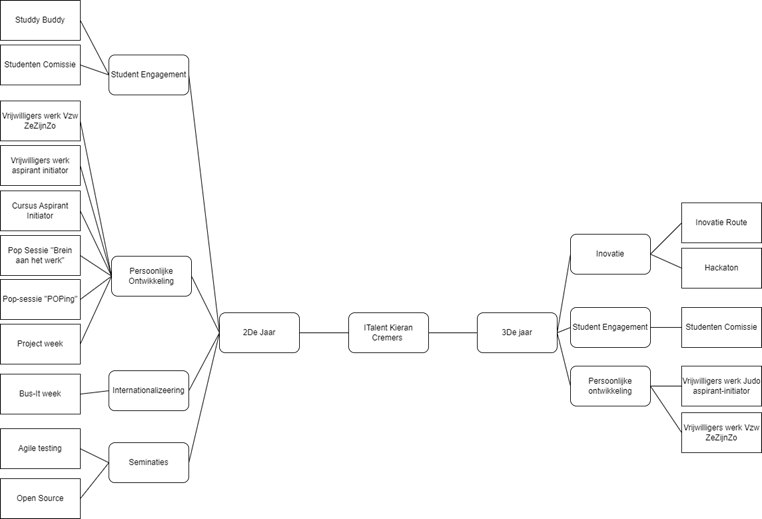 Studdy Buddy
Studenten Comissie
Student Engagement
Vrijwilligers werk Vzw
ZeZijnZo
Vrijwilligers werk
aspirant initiator
Cursus Aspirant
Initiator
Pop Sessie "Brein
aan het werk"
Pop-sessie "POPing"
Project week
Persoonlijke
Ontwikkeling
Bus-It week
Internationalizeering
Agile testing
Open Source
Seminaties
2De Jaar
ITalent Kieran
Cremers
3De jaar
Inovatie
Inovatie Route
Hackaton
Student Engagement
Studenten Comissie
Persoonlijke
ontwikkeling
Vrijwilligers werk Judo
aspirant-initiator
Vrijwilligers werk Vzw
ZeZijnZo